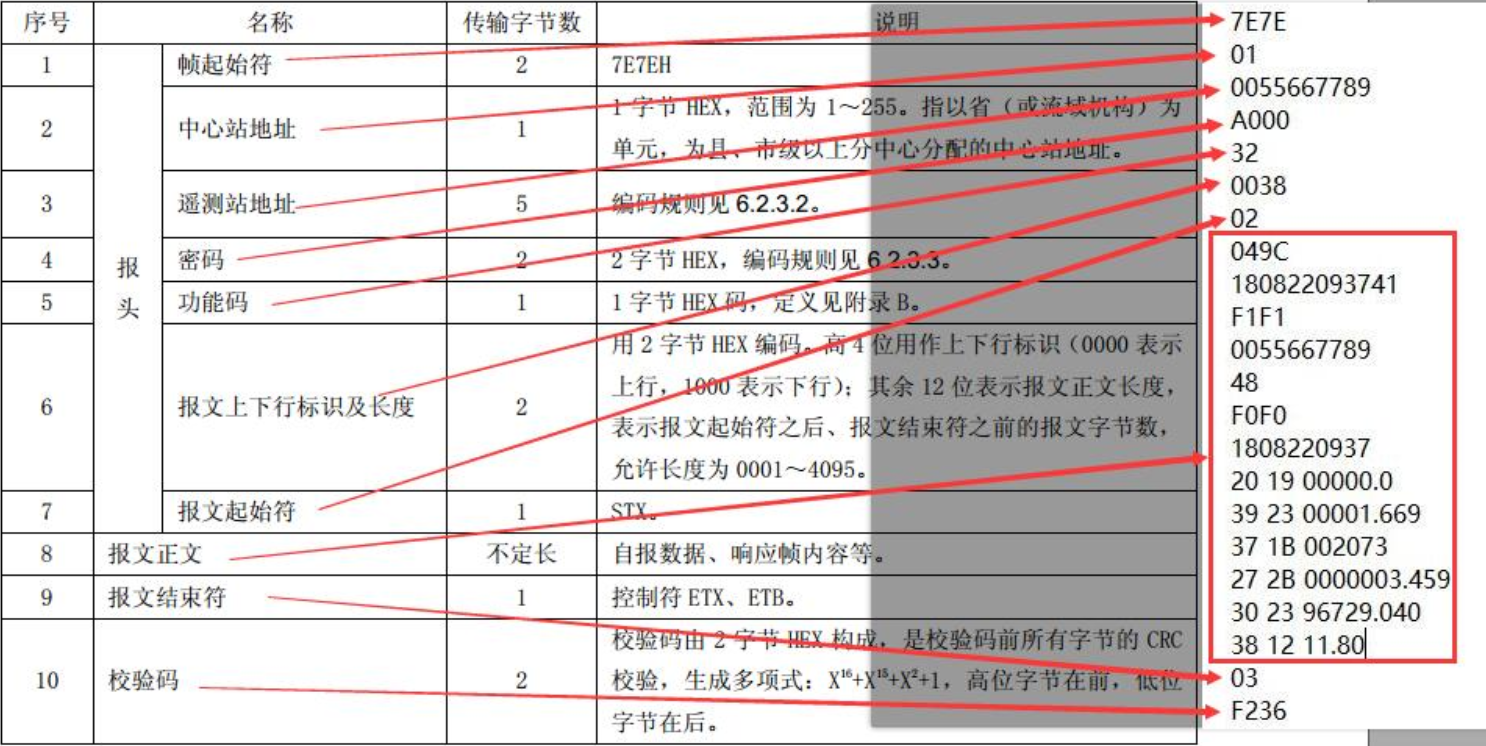 序号 名称 传输字节数 说明
1 帧起始符 2 7E7EH
2 中心站地址 1 1 字节 HEX，范围为 1～255。指以省（或流域机构）为
单元，为县、市级以上分中心分配的中心站地址。
3 遥测站地址 5 编码规则见 6.2.3.2。
报
头
4 密码 2 2 字节 HEX，编码规则见 6.2.3.3。
5 功能码 1 1 字节 HEX 码，定义见附录 B。
6 报文上下行标识及长度 2 用 2 字节 HEX 编码。高 4 位用作上下行标识（0000 表示
上行，1000 表示下行）；其余 12 位表示报文正文长度，
表示报文起始符之后、报文结束符之前的报文字节数，
允许长度为 0001～4095。
7 报文起始符 1 STX。
8 报文正文 不定长 自报数据、响应帧内容等。
9 报文结束符 1 控制符 ETX、ETB。
10 校验码 2 校验码由 2 字节 HEX 构成，是校验码前所有字节的 CRC
校验，生成多项式：X¹⁶+X¹⁵+X²+1，高位字节在前，低位
字节在后。
7E7E
01
0055667789
A000
32
0038
02
049C
180822093741
F1F1
0055667789
48
F0F0
1808220937
20 19 00000.0
39 23 00001.669
37 1B 002073
27 2B 0000003.459
30 23 96729.040
38 12 11.80
03
F236